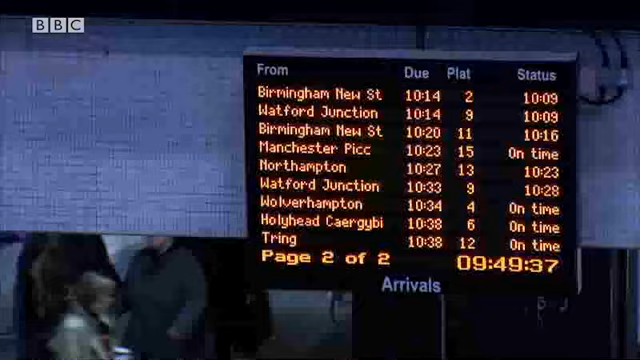 BBC
From Due Plat Status
Birmingham New St 10:14 2 10:09
Watford Junction 10:14 9 10:09
Birmingham New St 10:20 11 10:16
Manchester Picc 10:23 15 On time
Northampton 10:27 13 10:23
Watford Junction 10:33 9 10:28
Wolverhampton 10:34 4 On time
Holyhead Caergybi 10:38 6 On time
Tring 10:38 12 On time
Page 2 of 2 09:49:37
Arrivals